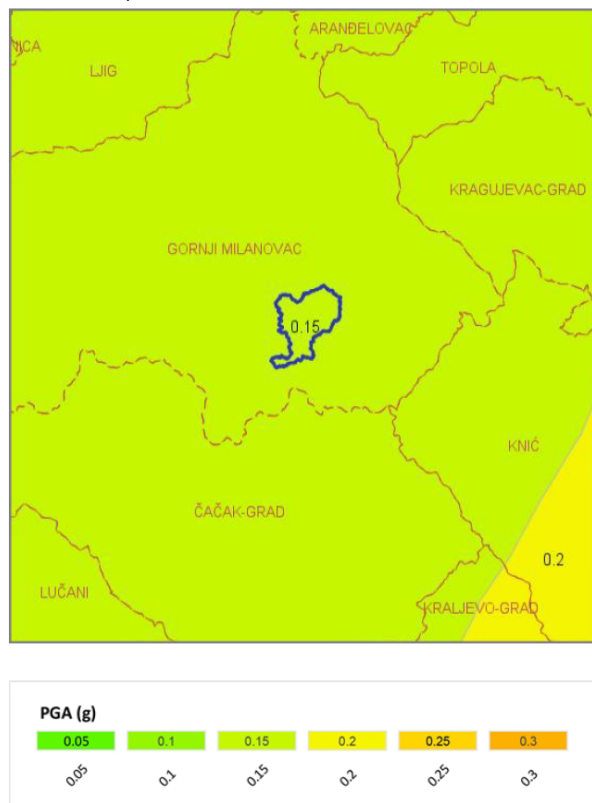 ARANĐELOVAC
NICA
LJIG
TOPOLA
KRAGUJEVAC-GRAD
GORNJI MILANOVAC
0.15
KNIĆ
ČAČAK-GRAD
0.2
LUČANI
KRALJEVO-GRAD
PGA (g)
0.05 0.1 0.15 0.2 0.25 0.3
0.05 0.1 0.15 0.2 0.25 0.3